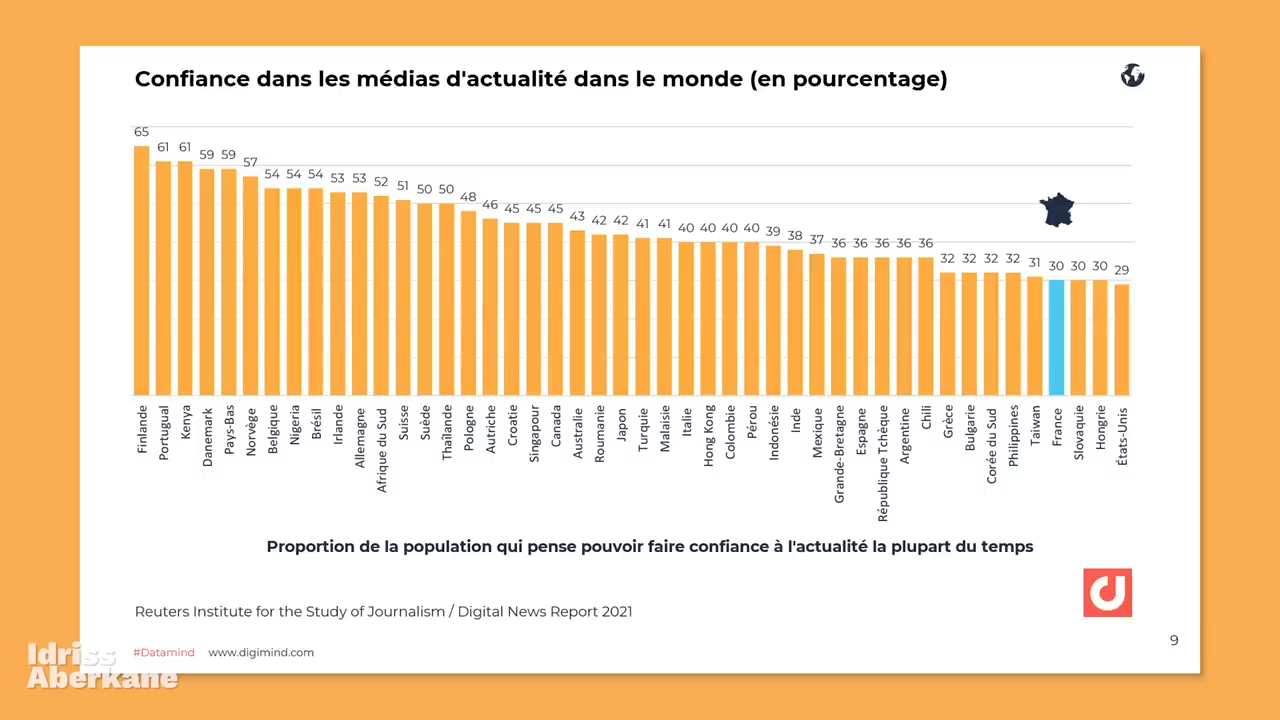 Confiance dans les médias d'actualité dans le monde (en pourcentage)
65 61 61 59 59 57 54 54 54 53 53 52 51 50 50 48 46 45 45 45 43 42 42 41 41 40 40 40 40 39 38 37 36 36 36 36 36 32 32 32 32 31 30 30 30 29
Finlande
Portugal
Kenya
Danemark
Pays-Bas
Norvège
Belgique
Nigeria
Brésil
Irlande
Allemagne
Afrique du Sud
Suisse
Suède
Thaïlande
Pologne
Autriche
Croatie
Singapour
Canada
Australie
Roumanie
Japon
Turquie
Malaisie
Italie
Hong Kong
Colombie
Pérou
Indonésie
Inde
Mexique
Grande-Bretagne
Espagne
République Tchèque
Argentine
Chili
Grèce
Bulgarie
Corée du Sud
Philippines
Taiwan
France
Slovaquie
Hongrie
États-Unis
Proportion de la population qui pense pouvoir faire confiance à l'actualité la plupart du temps
Reuters Institute for the Study of Journalism / Digital News Report 2021
9
#Datamind www.digimind.com
Idriss
Aberkane